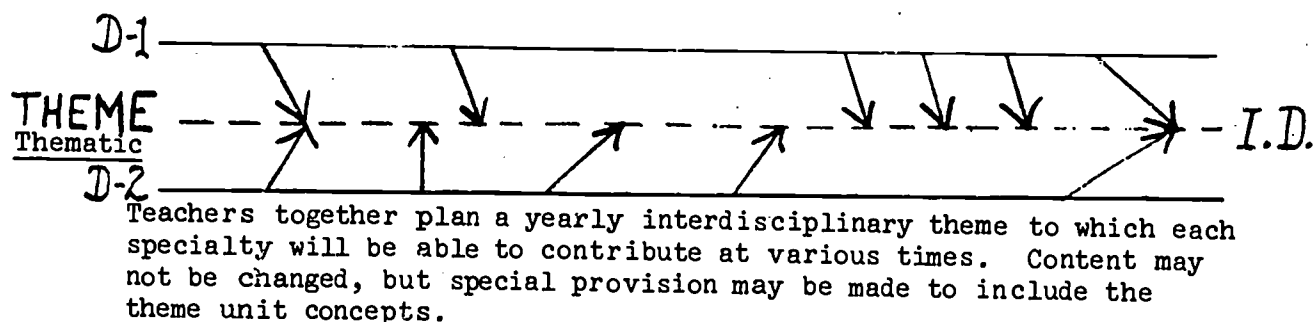 D-1
THEME
I.D.
Thematic
D-2
Teachers together plan a yearly interdisciplinary theme to which each
specialty will be able to contribute at various times. Content may
not be changed, but special provision may be made to include the
theme unit concepts.